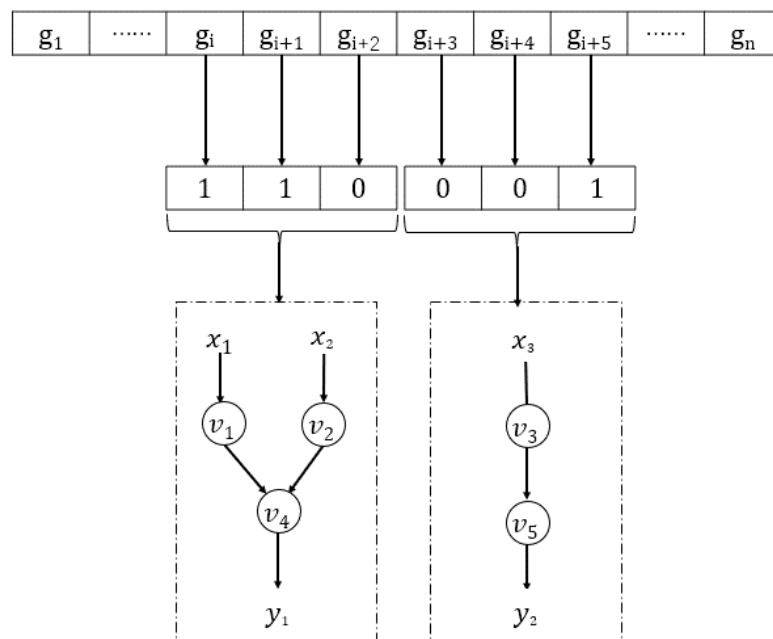 g₁ ...... gᵢ gᵢ₊₁ gᵢ₊₂ gᵢ₊₃ gᵢ₊₄ gᵢ₊₅ ...... gₙ
1 1 0 0 0 1
x₁ x₂ x₃
v₁ v₂ v₃
v₄ v₅
y₁ y₂